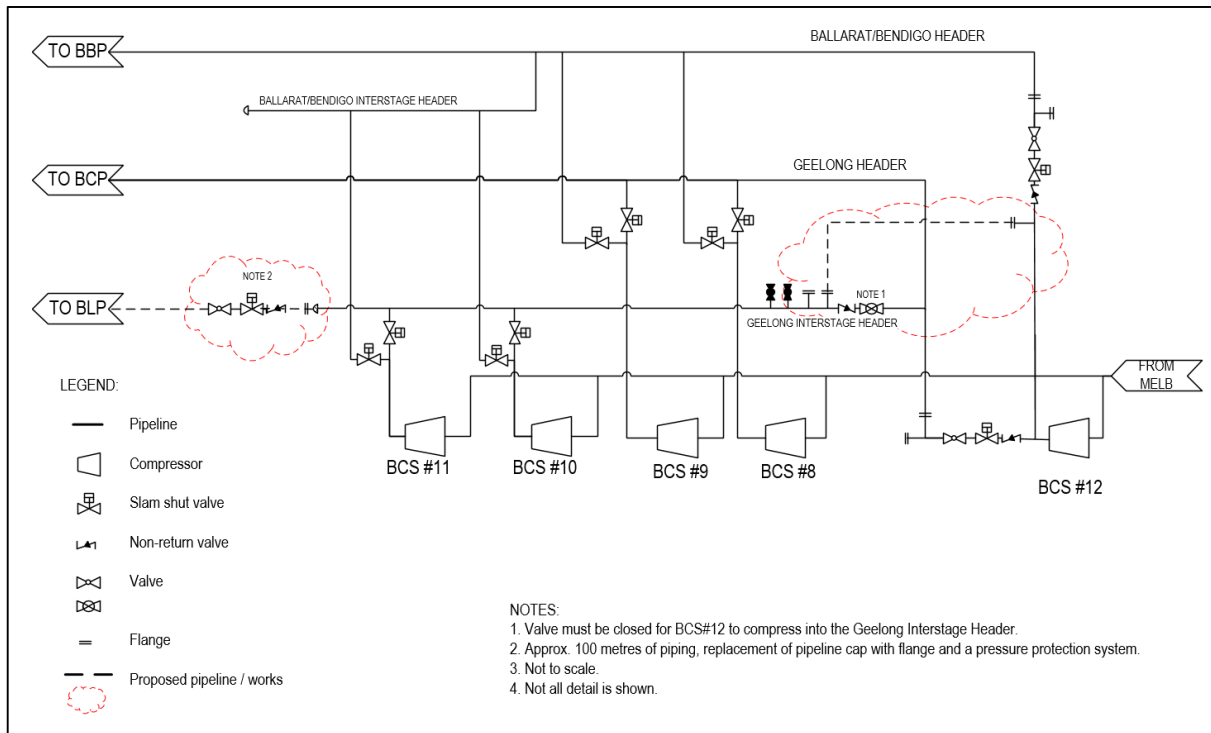 TO BBP
BALLARAT/BENDIGO HEADER
BALLARAT/BENDIGO INTERSTAGE HEADER
TO BCP
GEELONG HEADER
NOTE 2
TO BLP
NOTE 1
GEELONG INTERSTAGE HEADER
FROM
MELB
BCS #11
BCS #10
BCS #9
BCS #8
BCS #12
LEGEND:
Pipeline
Compressor
Slam shut valve
Non-return valve
Valve
Flange
Proposed pipeline / works
NOTES:
1. Valve must be closed for BCS#12 to compress into the Geelong Interstage Header.
2. Approx. 100 metres of piping, replacement of pipeline cap with flange and a pressure protection system.
3. Not to scale.
4. Not all detail is shown.